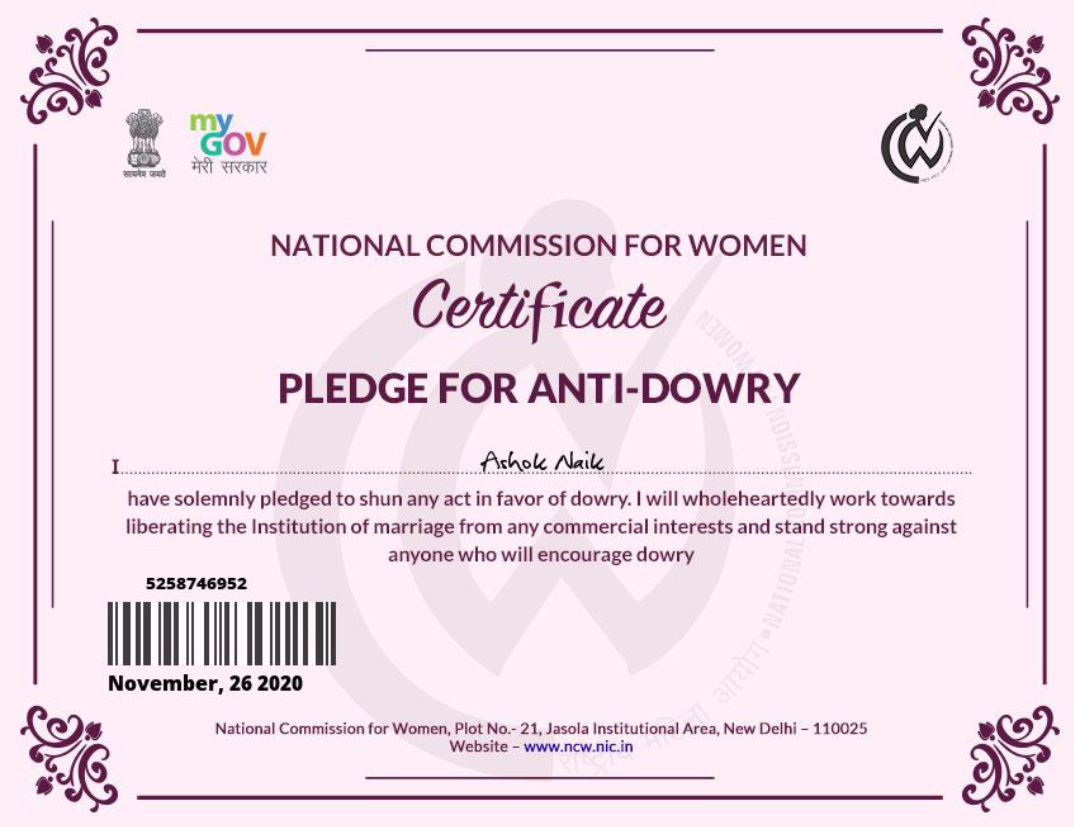 सत्यमेव जयते
my
GOV
मेरी सरकार
NATIONAL COMMISSION FOR WOMEN
Certificate
PLEDGE FOR ANTI-DOWRY
I Ashok Naik
have solemnly pledged to shun any act in favor of dowry. I will wholeheartedly work towards
liberating the Institution of marriage from any commercial interests and stand strong against
anyone who will encourage dowry
5258746952
November, 26 2020
National Commission for Women, Plot No.- 21, Jasola Institutional Area, New Delhi – 110025
Website – www.ncw.nic.in